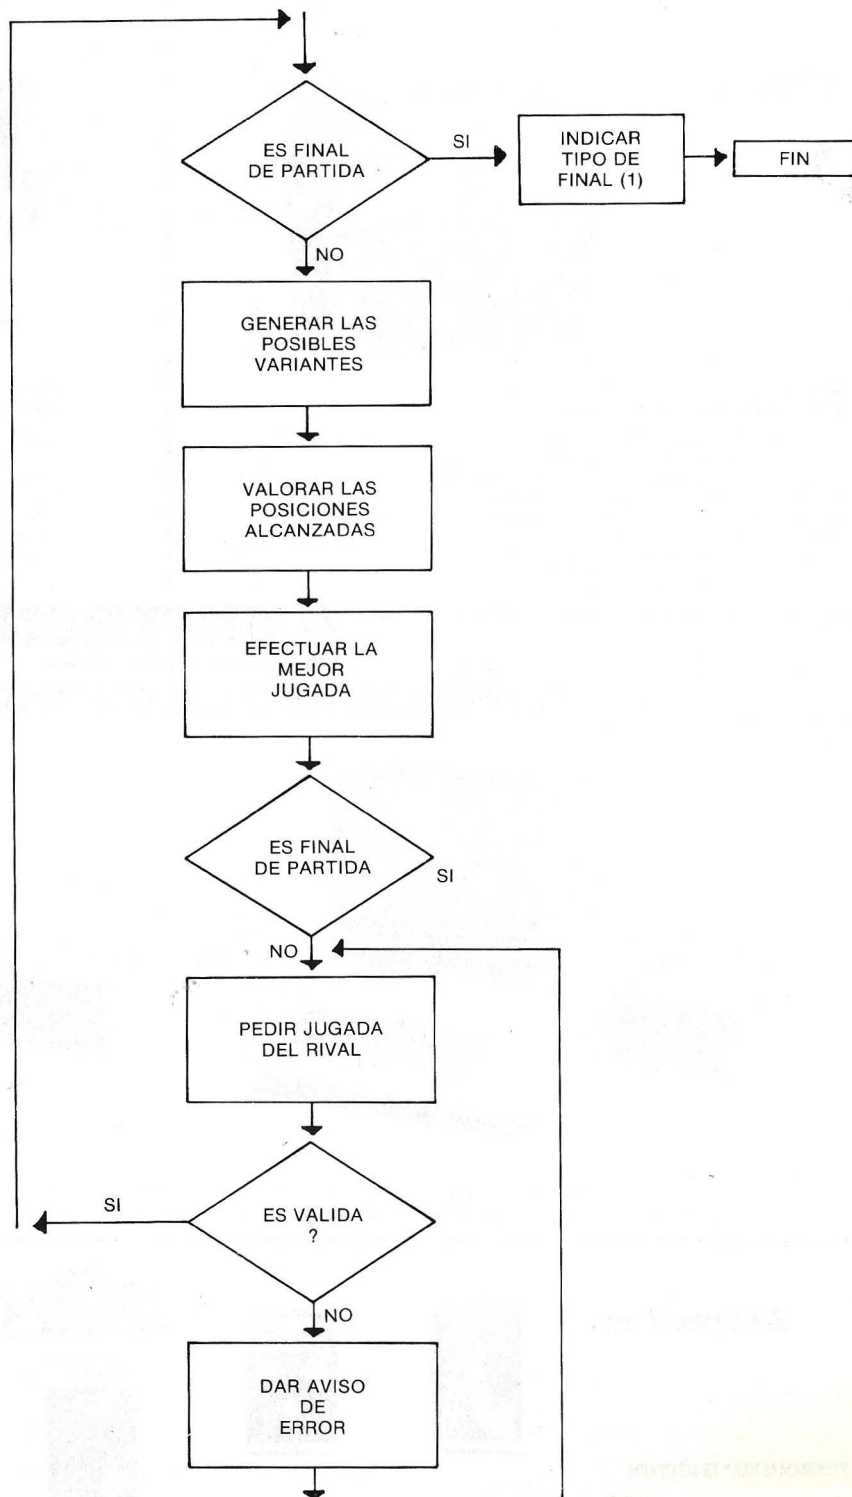 ES FINAL
DE PARTIDA
SI
INDICAR
TIPO DE
FINAL (1)
FIN
NO
GENERAR LAS
POSIBLES
VARIANTES
VALORAR LAS
POSICIONES
ALCANZADAS
EFECTUAR LA
MEJOR
JUGADA
ES FINAL
DE PARTIDA
SI
NO
PEDIR JUGADA
DEL RIVAL
SI
ES VALIDA
?
NO
DAR AVISO
DE
ERROR